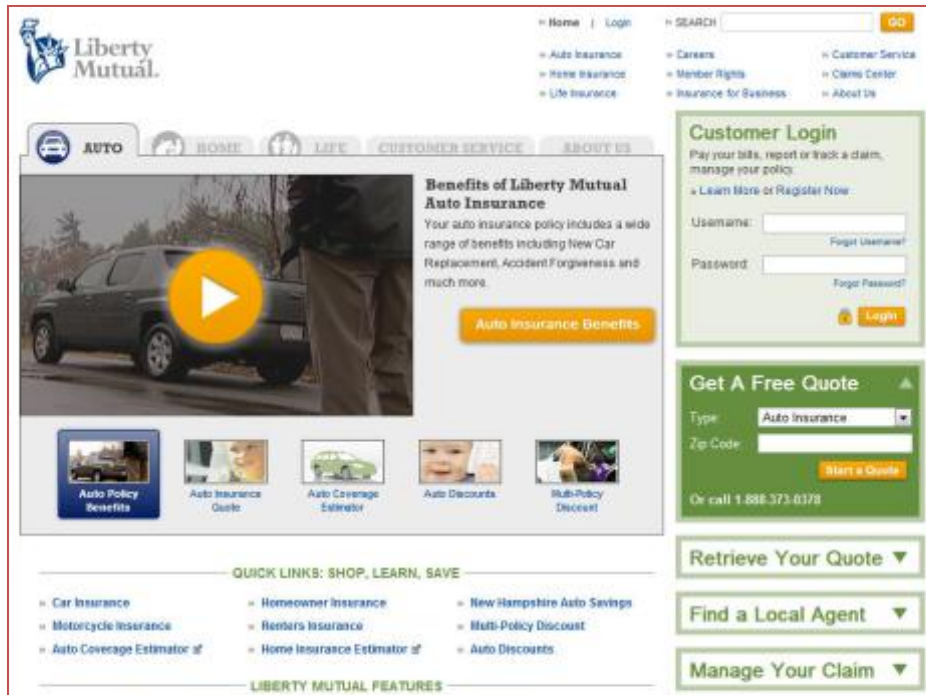 Liberty
Mutual.
» Home | Login
» SEARCH GO
» Auto Insurance
» Home Insurance
» Life Insurance
» Careers
» Member Rights
» Insurance for Business
» Customer Service
» Claims Center
» About Us
AUTO HOME LIFE CUSTOMER SERVICE ABOUT US
Benefits of Liberty Mutual
Auto Insurance
Your auto insurance policy includes a wide
range of benefits including New Car
Replacement, Accident Forgiveness and
much more.
Auto Insurance Benefits
Auto Policy
Benefits
Auto Insurance
Quote
Auto Coverage
Estimator
Auto Discounts
Multi-Policy
Discount
QUICK LINKS: SHOP, LEARN, SAVE
» Car Insurance
» Motorcycle Insurance
» Auto Coverage Estimator
» Homeowner Insurance
» Renters Insurance
» Home Insurance Estimator
» New Hampshire Auto Savings
» Multi-Policy Discount
» Auto Discounts
LIBERTY MUTUAL FEATURES
Customer Login
Pay your bills, report or track a claim,
manage your policy.
» Learn More or Register Now
Username:
Forgot Username?
Password:
Forgot Password?
Login
Get A Free Quote
Type: Auto Insurance
Zip Code:
Start a Quote
Or call 1-888-373-0378
Retrieve Your Quote
Find a Local Agent
Manage Your Claim